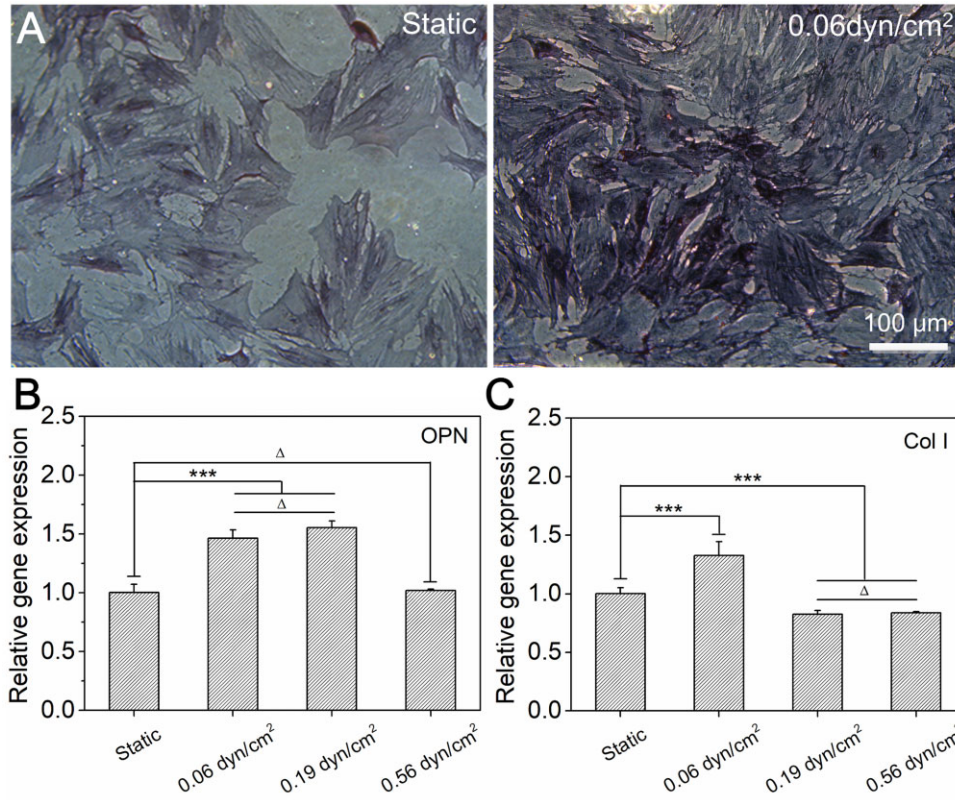 A
Static
0.06dyn/cm²
100 µm
B
2.5
2.0
1.5
1.0
0.5
0.0
Relative gene expression
OPN
Δ
***
Δ
Static
0.06 dyn/cm²
0.19 dyn/cm²
0.56 dyn/cm²
C
2.5
2.0
1.5
1.0
0.5
0.0
Relative gene expression
Col I
***
***
Δ
Static
0.06 dyn/cm²
0.19 dyn/cm²
0.56 dyn/cm²